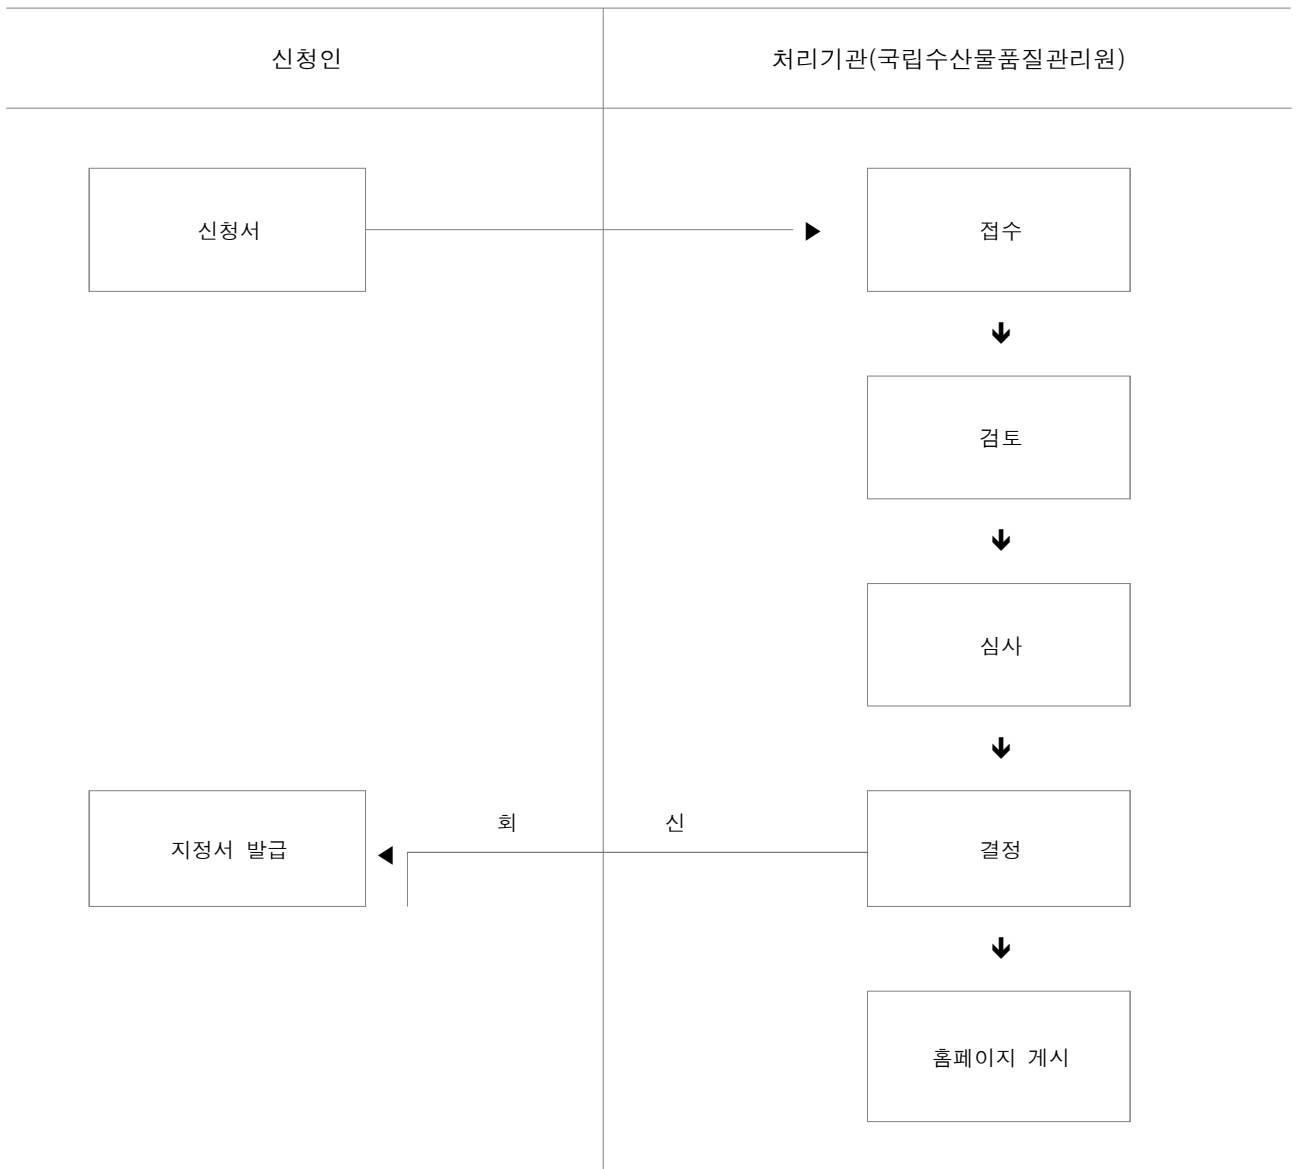 신청인
처리기관(국립수산물품질관리원)
신청서
접수
검토
심사
회 신
지정서 발급
결정
홈페이지 게시